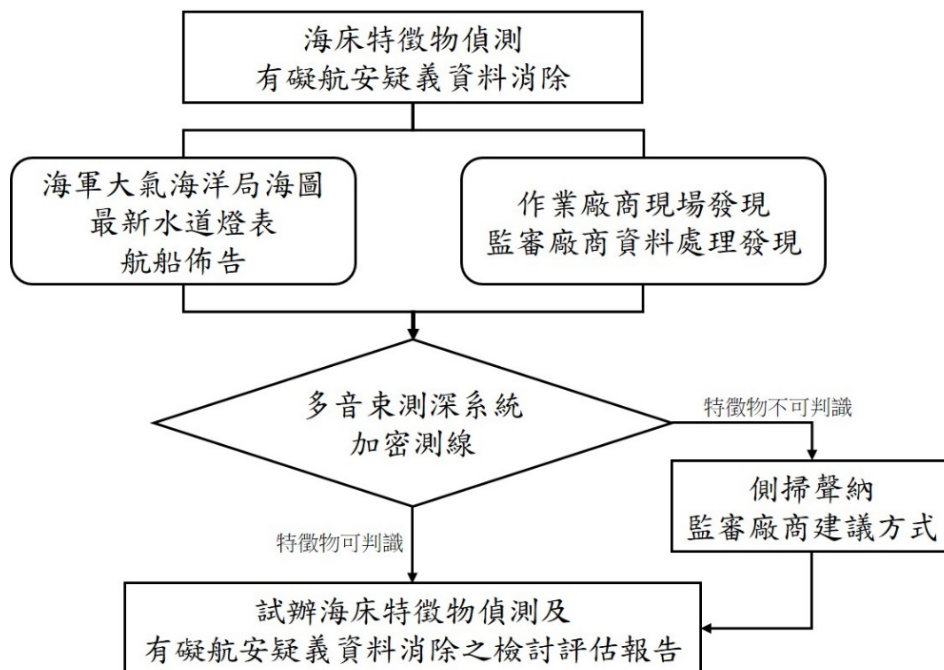 海床特徵物偵測
有礙航安疑義資料消除
海軍大氣海洋局海圖
最新水道燈表
航船佈告
作業廠商現場發現
監審廠商資料處理發現
多音束測深系統
加密測線
特徵物不可判識
側掃聲納
監審廠商建議方式
特徵物可判識
試辦海床特徵物偵測及
有礙航安疑義資料消除之檢討評估報告